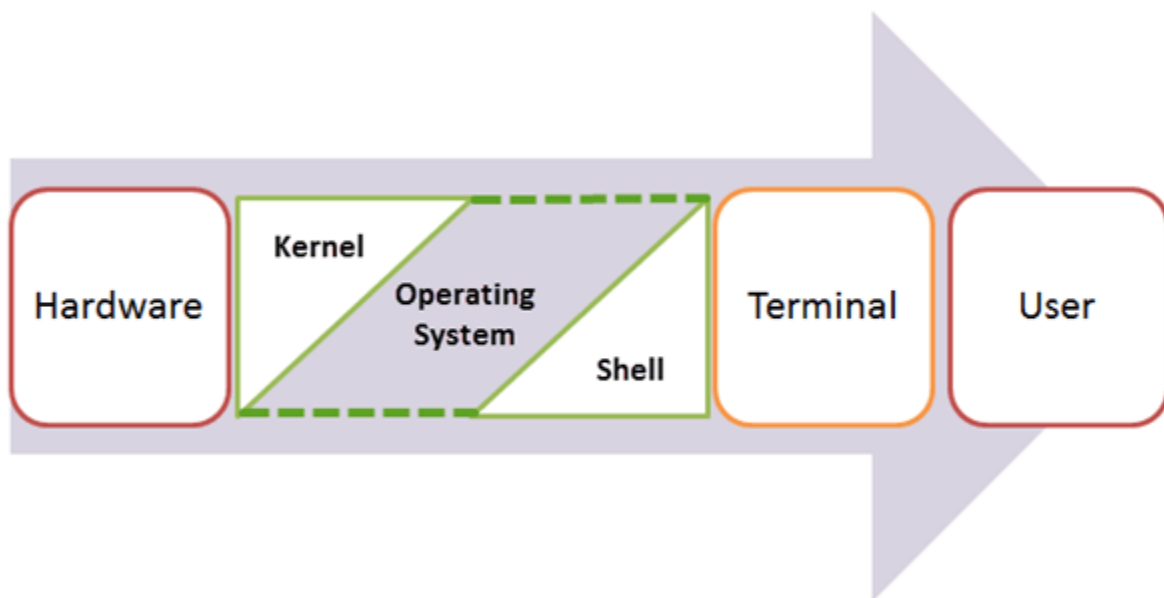 Hardware
Kernel
Operating
System
Shell
Terminal
User